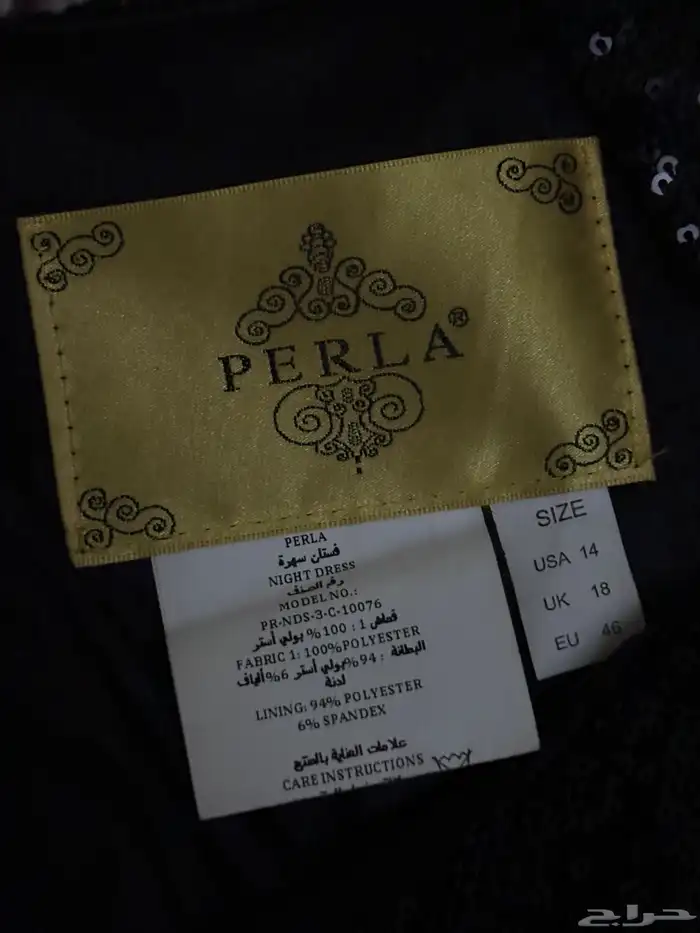 PERLA®
PERLA
فستان سهرة
NIGHT DRESS
رقم الصنف
MODEL NO.:
PR-NDS-3-C-10076
قماش 1 : 100% بولي أستر
FABRIC 1: 100%POLYESTER
البطانة : 94%بولي أستر 6%ألياف
لدنة
LINING: 94% POLYESTER
6% SPANDEX
علامات العناية بالمنتج
CARE INSTRUCTIONS
SIZE
USA 14
UK 18
EU 46
حراج